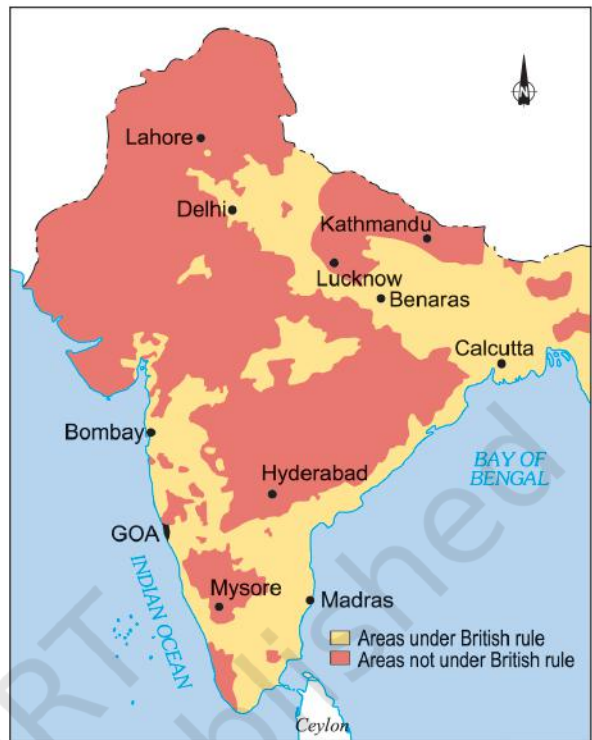 N
Lahore
Delhi
Kathmandu
Lucknow
Benaras
Calcutta
Bombay
BAY OF
BENGAL
Hyderabad
GOA
INDIAN OCEAN
Mysore
Madras
Areas under British rule
Areas not under British rule
Ceylon